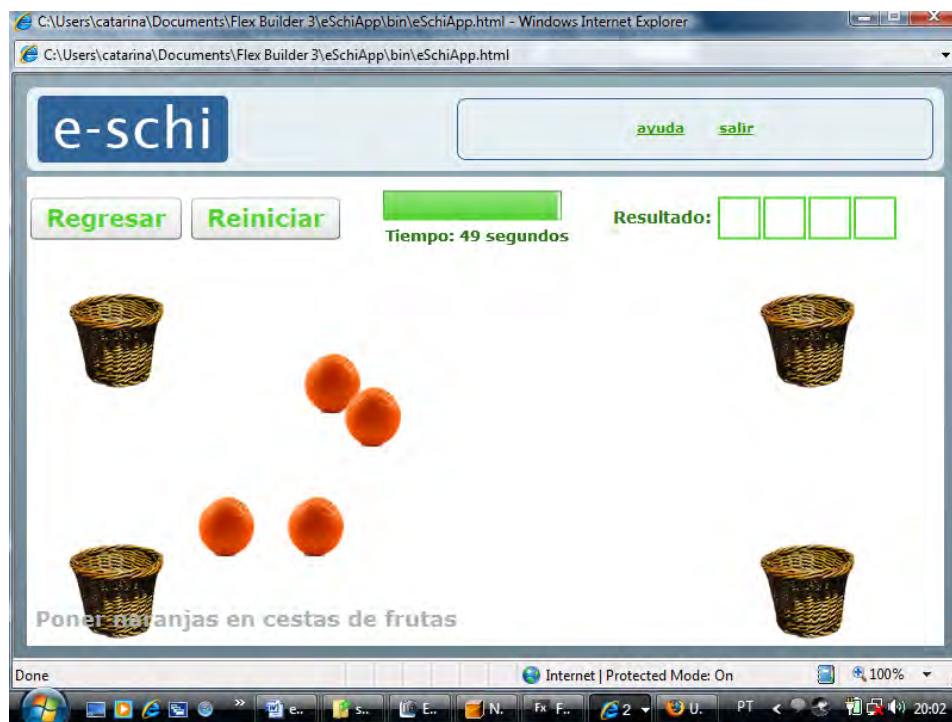 C:\Users\catarina\Documents\Flex Builder 3\eSchiApp\bin\eSchiApp.html - Windows Internet Explorer
C:\Users\catarina\Documents\Flex Builder 3\eSchiApp\bin\eSchiApp.html
e-schi
ayuda salir
Regresar Reiniciar Resultado:
Tiempo: 49 segundos
Poner naranjas en cestas de frutas
Done Internet | Protected Mode: On 100%
» e.. s.. E.. N.. Fx F.. 2 U.. PT 20:02